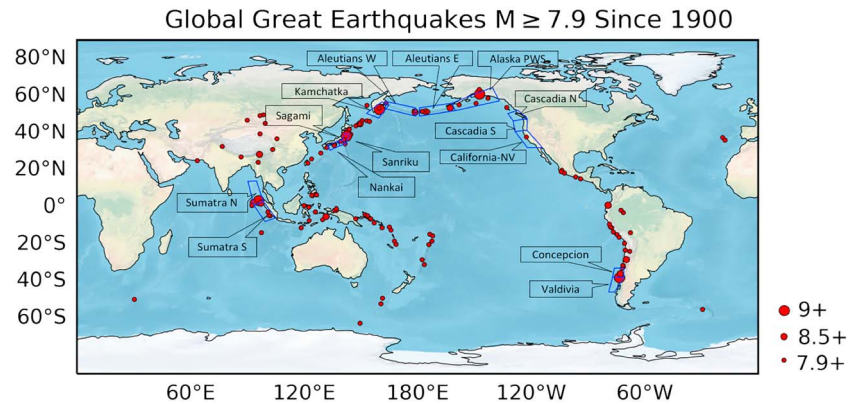 Global Great Earthquakes M ≥ 7.9 Since 1900
80°N
60°N
40°N
20°N
0°
20°S
40°S
60°S
Aleutians W
Aleutians E
Alaska PWS
Kamchatka
Cascadia N
Sagami
Cascadia S
Sanriku
California-NV
Nankai
Sumatra N
Sumatra S
Concepcion
Valdivia
9+
8.5+
7.9+
60°E
120°E
180°E
120°W
60°W